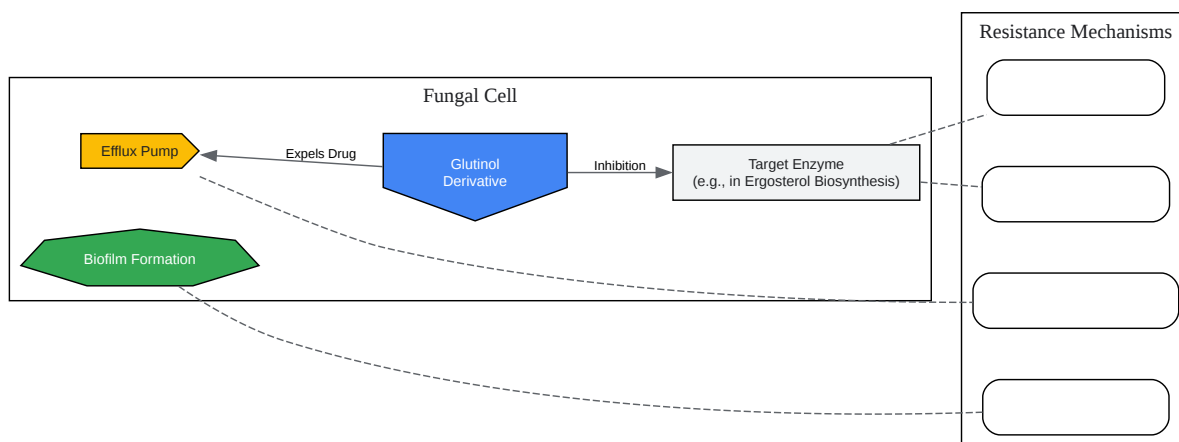 Resistance Mechanisms
Fungal Cell
Efflux Pump
Expels Drug
Glutinol
Derivative
Inhibition
Target Enzyme
(e.g., in Ergosterol Biosynthesis)
Biofilm Formation